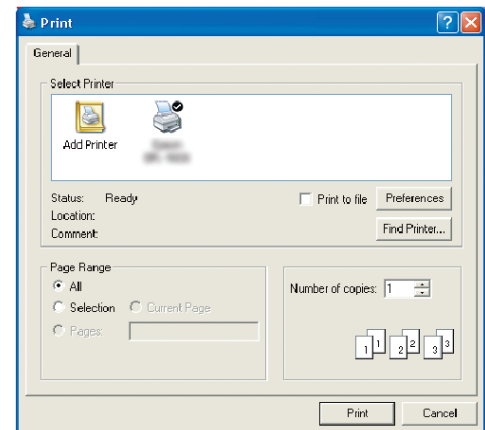 Print
General
Select Printer
Add Printer
Status: Ready
Print to file Preferences
Location:
Comment:
Find Printer...
Page Range
All
Number of copies: 1
Selection Current Page
Pages:
1 1 2 2 3 3
Print Cancel